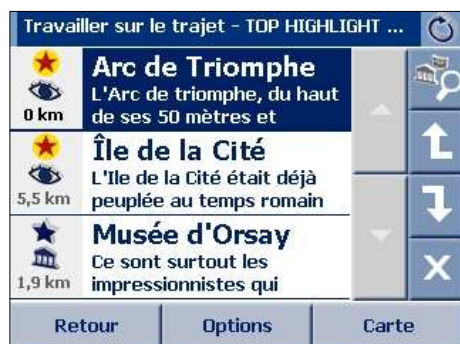 Travailler sur le trajet - TOP HIGHLIGHT ...
Arc de Triomphe
L'Arc de triomphe, du haut
de ses 50 mètres et
0 km
Île de la Cité
L'Ile de la Cité était déjà
peuplée au temps romain
5,5 km
Musée d'Orsay
Ce sont surtout les
impressionnistes qui
1,9 km
Retour
Options
Carte